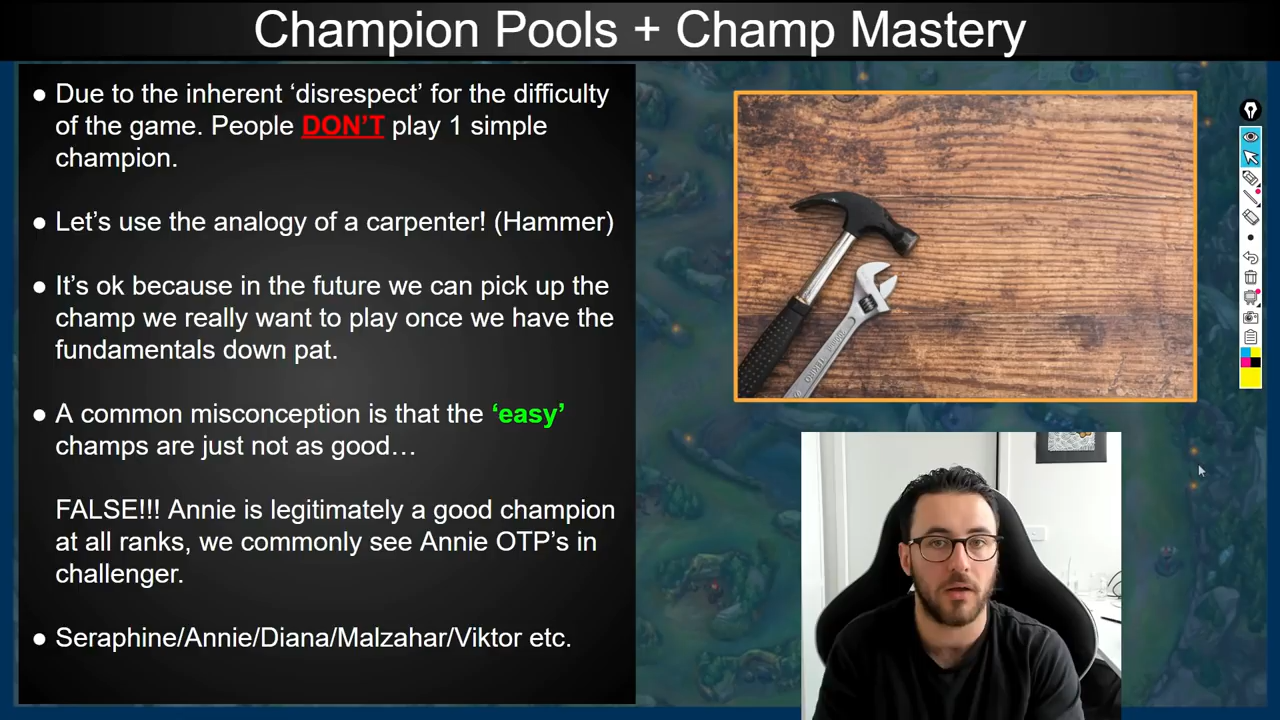 Champion Pools + Champ Mastery
● Due to the inherent ‘disrespect’ for the difficulty
of the game. People DON’T play 1 simple
champion.
● Let’s use the analogy of a carpenter! (Hammer)
● It’s ok because in the future we can pick up the
champ we really want to play once we have the
fundamentals down pat.
● A common misconception is that the ‘easy’
champs are just not as good…
FALSE!!! Annie is legitimately a good champion
at all ranks, we commonly see Annie OTP’s in
challenger.
● Seraphine/Annie/Diana/Malzahar/Viktor etc.